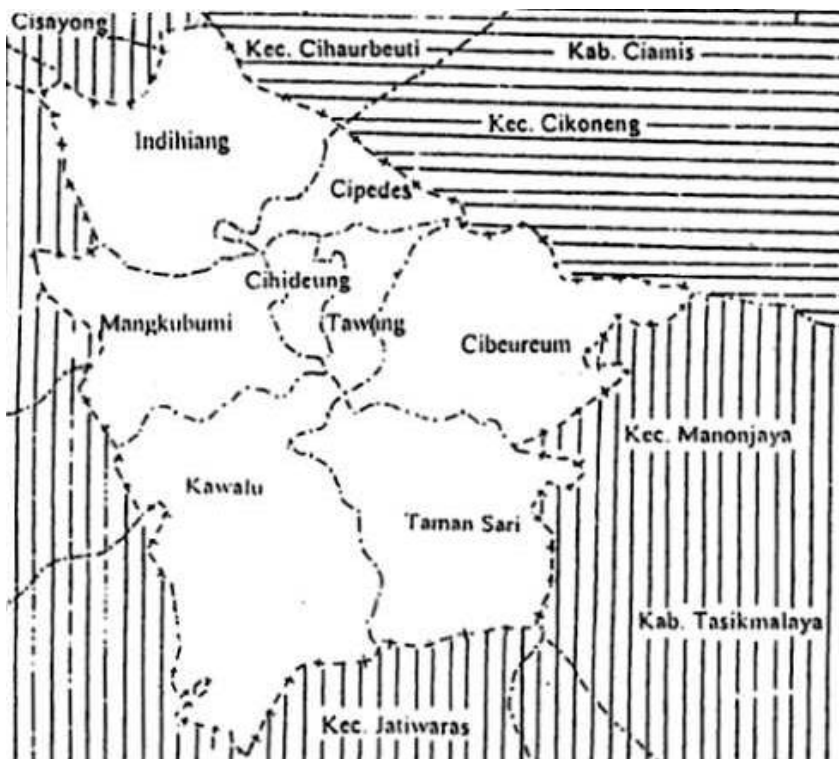 Cisayong
Kec. Cihaurbeuti
Kab. Ciamis
Kec. Cikoneng
Indihiang
Cipedes
Cihideung
Mangkubumi
Tawang
Cibeureum
Kec. Manonjaya
Kawalu
Taman Sari
Kab. Tasikmalaya
Kec. Jatiwaras